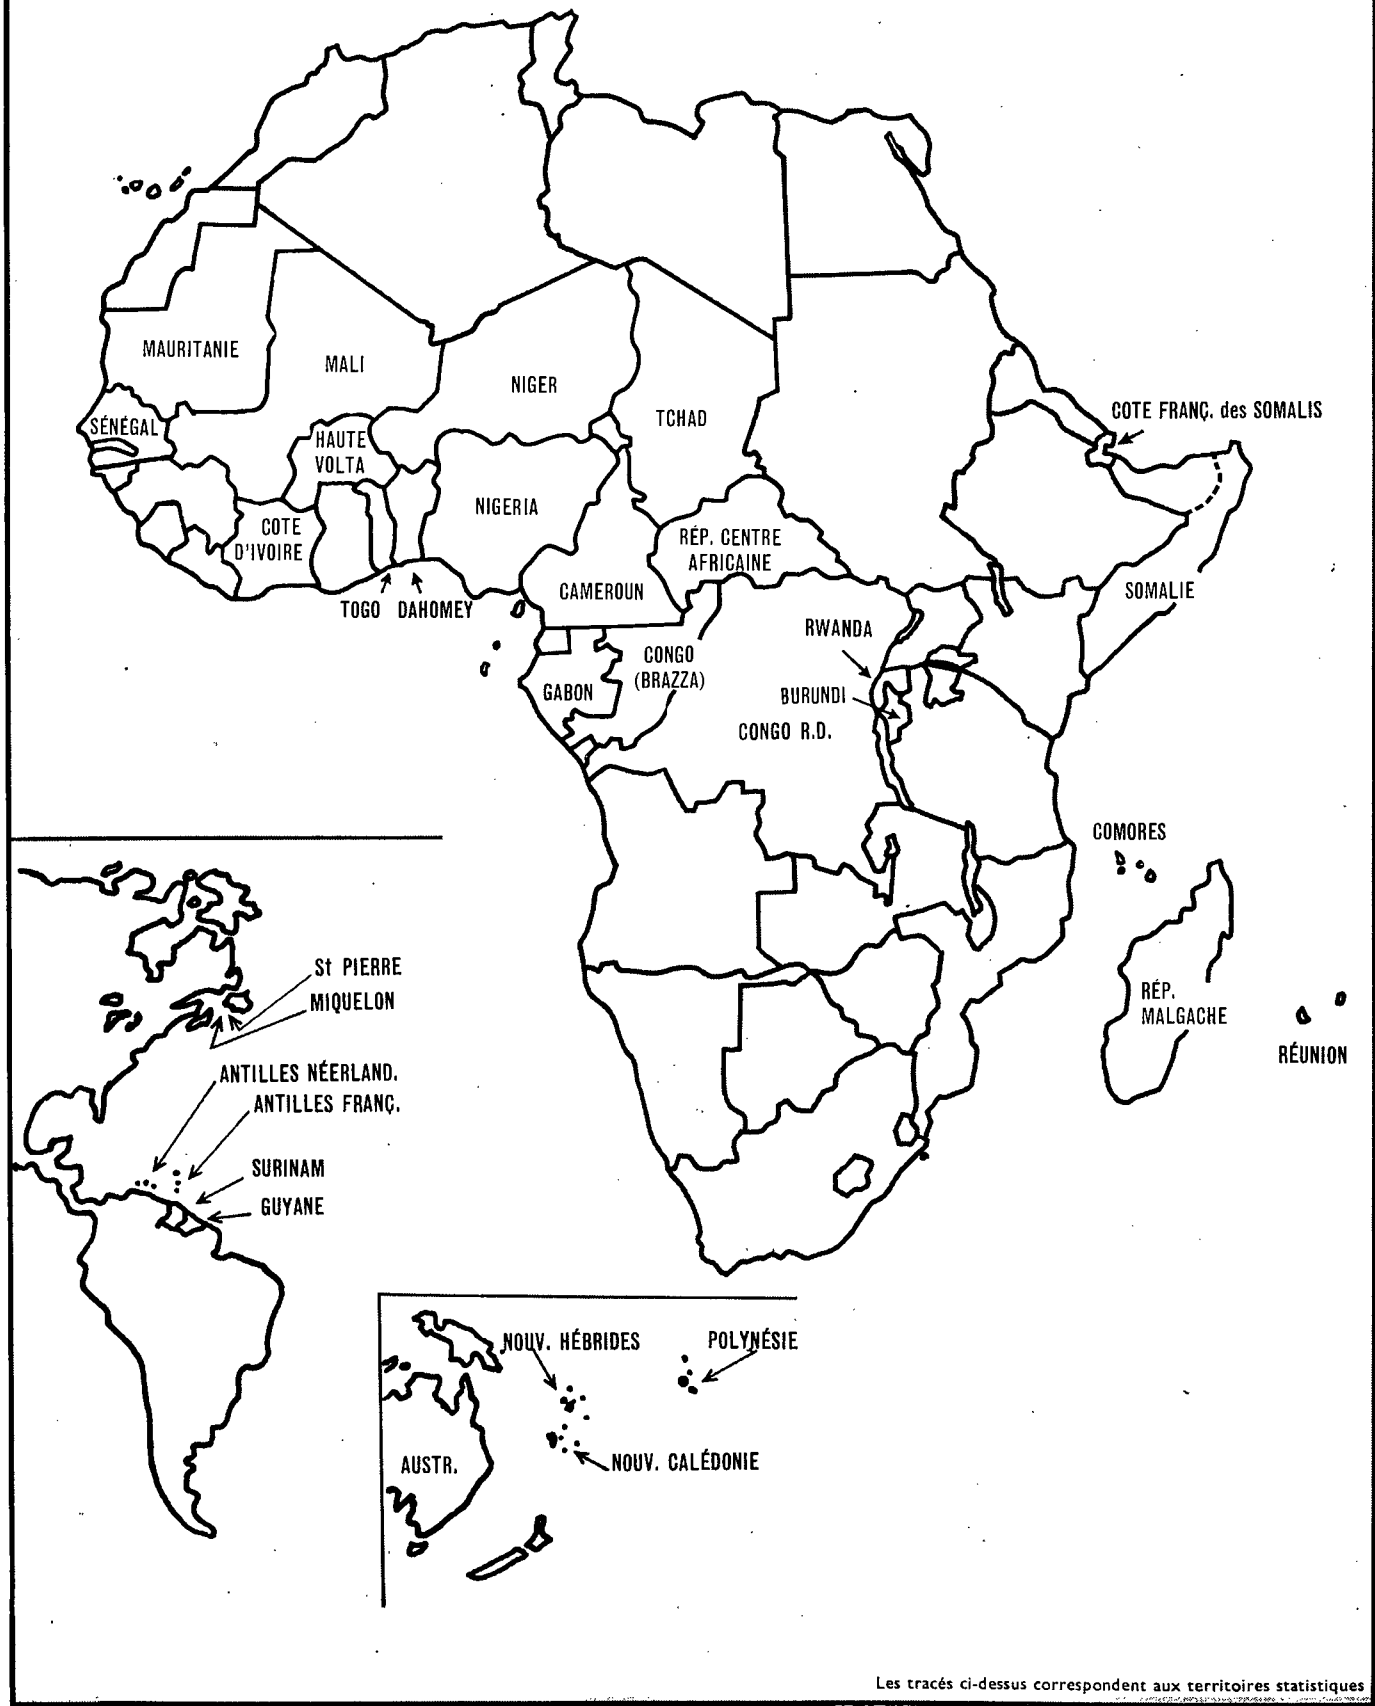 MAURITANIE
MALI
NIGER
TCHAD
COTE FRANÇ. des SOMALIS
SÉNÉGAL
HAUTE
VOLTA
NIGERIA
COTE
D'IVOIRE
RÉP. CENTRE
AFRICAINE
CAMEROUN
SOMALIE
TOGO
DAHOMEY
RWANDA
CONGO
(BRAZZA)
GABON
BURUNDI
CONGO R.D.
COMORES
RÉP.
MALGACHE
RÉUNION
St PIERRE
MIQUELON
ANTILLES NÉERLAND.
ANTILLES FRANÇ.
SURINAM
GUYANE
NOUV. HÉBRIDES
POLYNÉSIE
AUSTR.
NOUV. CALÉDONIE
Les tracés ci-dessus correspondent aux territoires statistiques